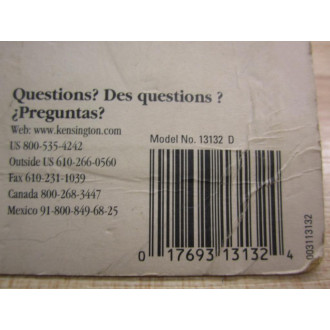 Questions? Des questions ?
¿Preguntas?
Web: www.kensington.com
US 800-535-4242
Outside US 610-266-0560
Fax 610-231-1039
Canada 800-268-3447
Mexico 91-800-849-68-25
Model No. 13132 D
0 17693 13132 4
003113132